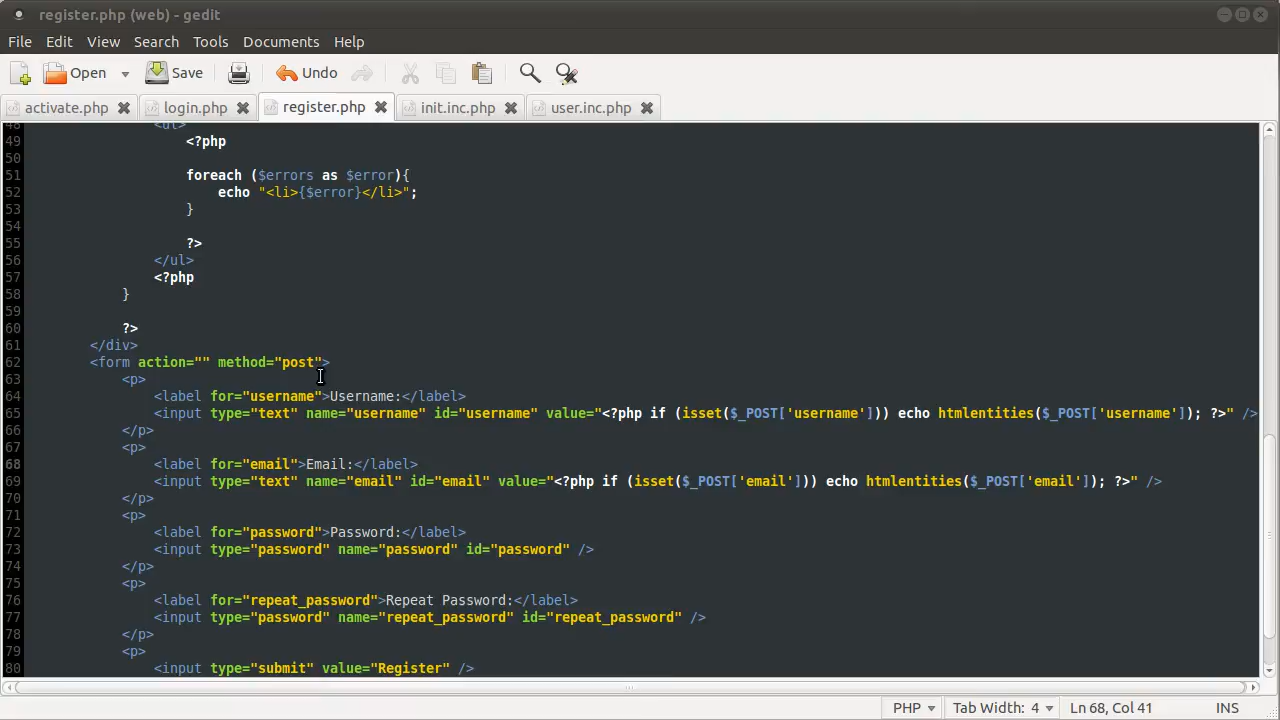 register.php (web) - gedit
File Edit View Search Tools Documents Help
Open Save Undo
activate.php login.php register.php init.inc.php user.inc.php
48 <ul>
49 <?php
50
51 foreach ($errors as $error){
52 echo "<li>{$error}</li>";
53 }
54
55 ?>
56 </ul>
57 <?php
58 }
59
60 ?>
61 </div>
62 <form action="" method="post">
63 <p>
64 <label for="username">Username:</label>
65 <input type="text" name="username" id="username" value="<?php if (isset($_POST['username'])) echo htmlentities($_POST['username']); ?>" />
66 </p>
67 <p>
68 <label for="email">Email:</label>
69 <input type="text" name="email" id="email" value="<?php if (isset($_POST['email'])) echo htmlentities($_POST['email']); ?>" />
70 </p>
71 <p>
72 <label for="password">Password:</label>
73 <input type="password" name="password" id="password" />
74 </p>
75 <p>
76 <label for="repeat_password">Repeat Password:</label>
77 <input type="password" name="repeat_password" id="repeat_password" />
78 </p>
79 <p>
80 <input type="submit" value="Register" />
PHP Tab Width: 4 Ln 68, Col 41 INS